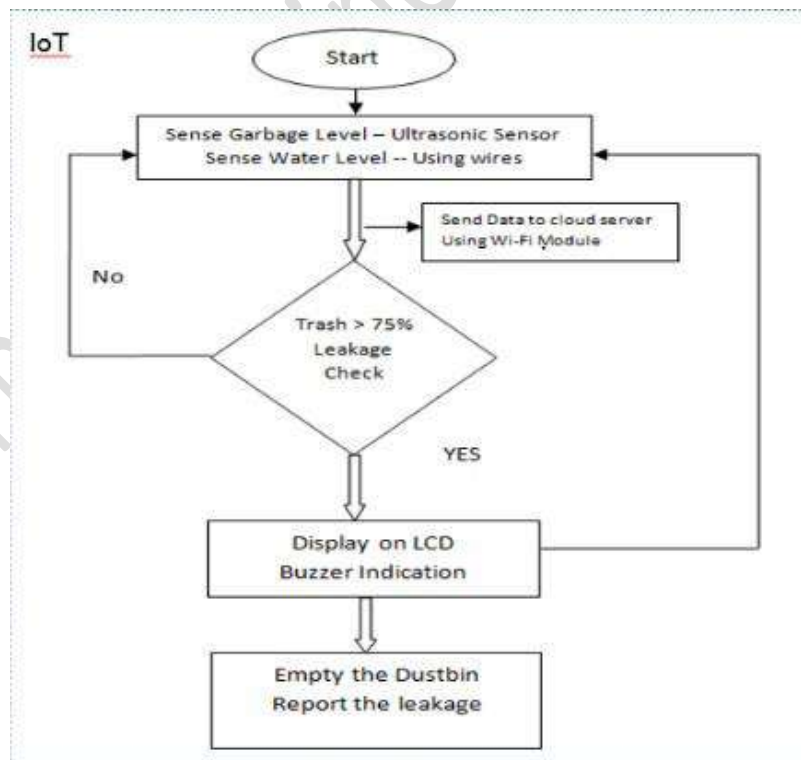 IoT
Start
Sense Garbage Level – Ultrasonic Sensor
Sense Water Level -- Using wires
Send Data to cloud server
Using Wi-Fi Module
No
Trash > 75%
Leakage
Check
YES
Display on LCD
Buzzer Indication
Empty the Dustbin
Report the leakage